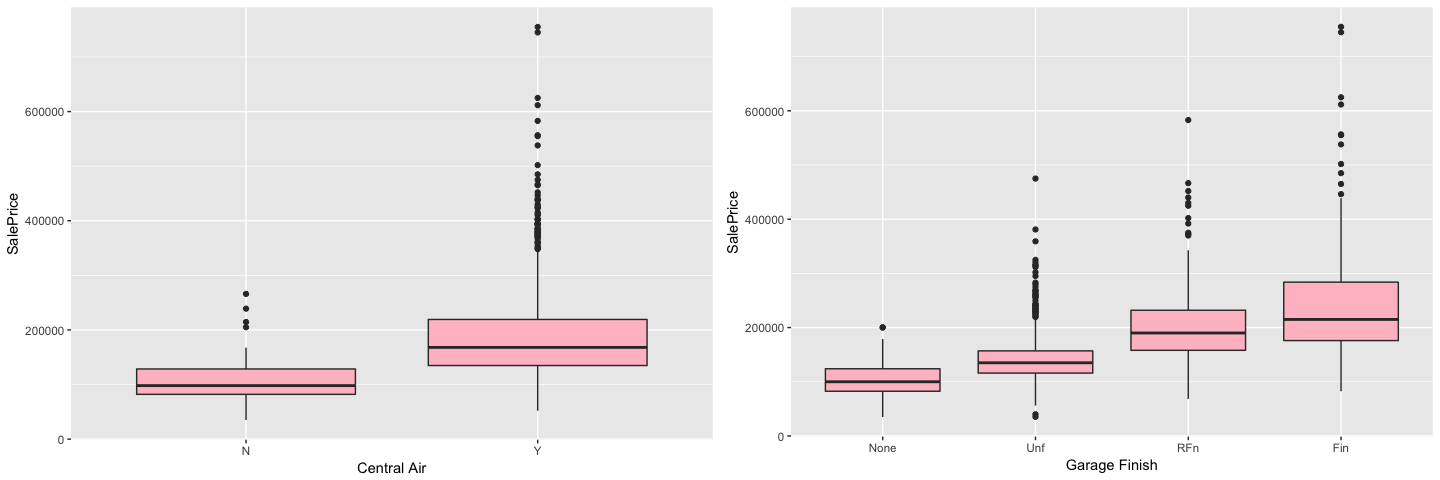 SalePrice
600000
400000
200000
0
N
Y
Central Air
SalePrice
600000
400000
200000
0
None
Unf
RFn
Fin
Garage Finish